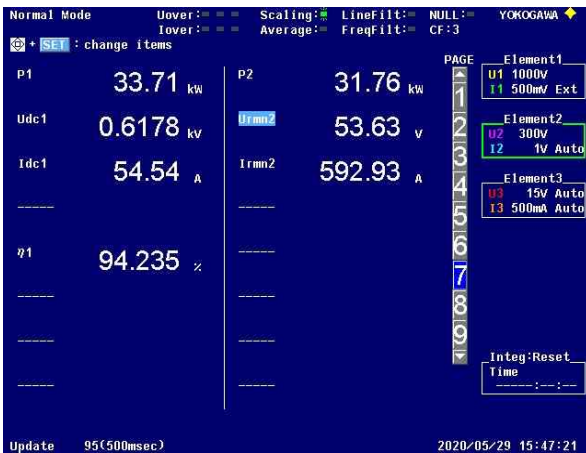 Normal Mode Uover: Scaling: LineFilt: NULL: YOKOGAWA
Iover: Average: FreqFilt: CF:3
+ SET : change items
PAGE
P1 33.71 kW P2 31.76 kW
Udc1 0.6178 kV Urmn2 53.63 V
Idc1 54.54 A Irmn2 592.93 A
----- -----
η1 94.235 % -----
----- -----
----- -----
----- -----
1
2
3
4
5
6
7
8
9
Element1
U1 1000V
I1 500mV Ext
Element2
U2 300V
I2 1V Auto
Element3
U3 15V Auto
I3 500mA Auto
Integ:Reset
Time
-----:--:--
Update 95(500msec) 2020/05/29 15:47:21